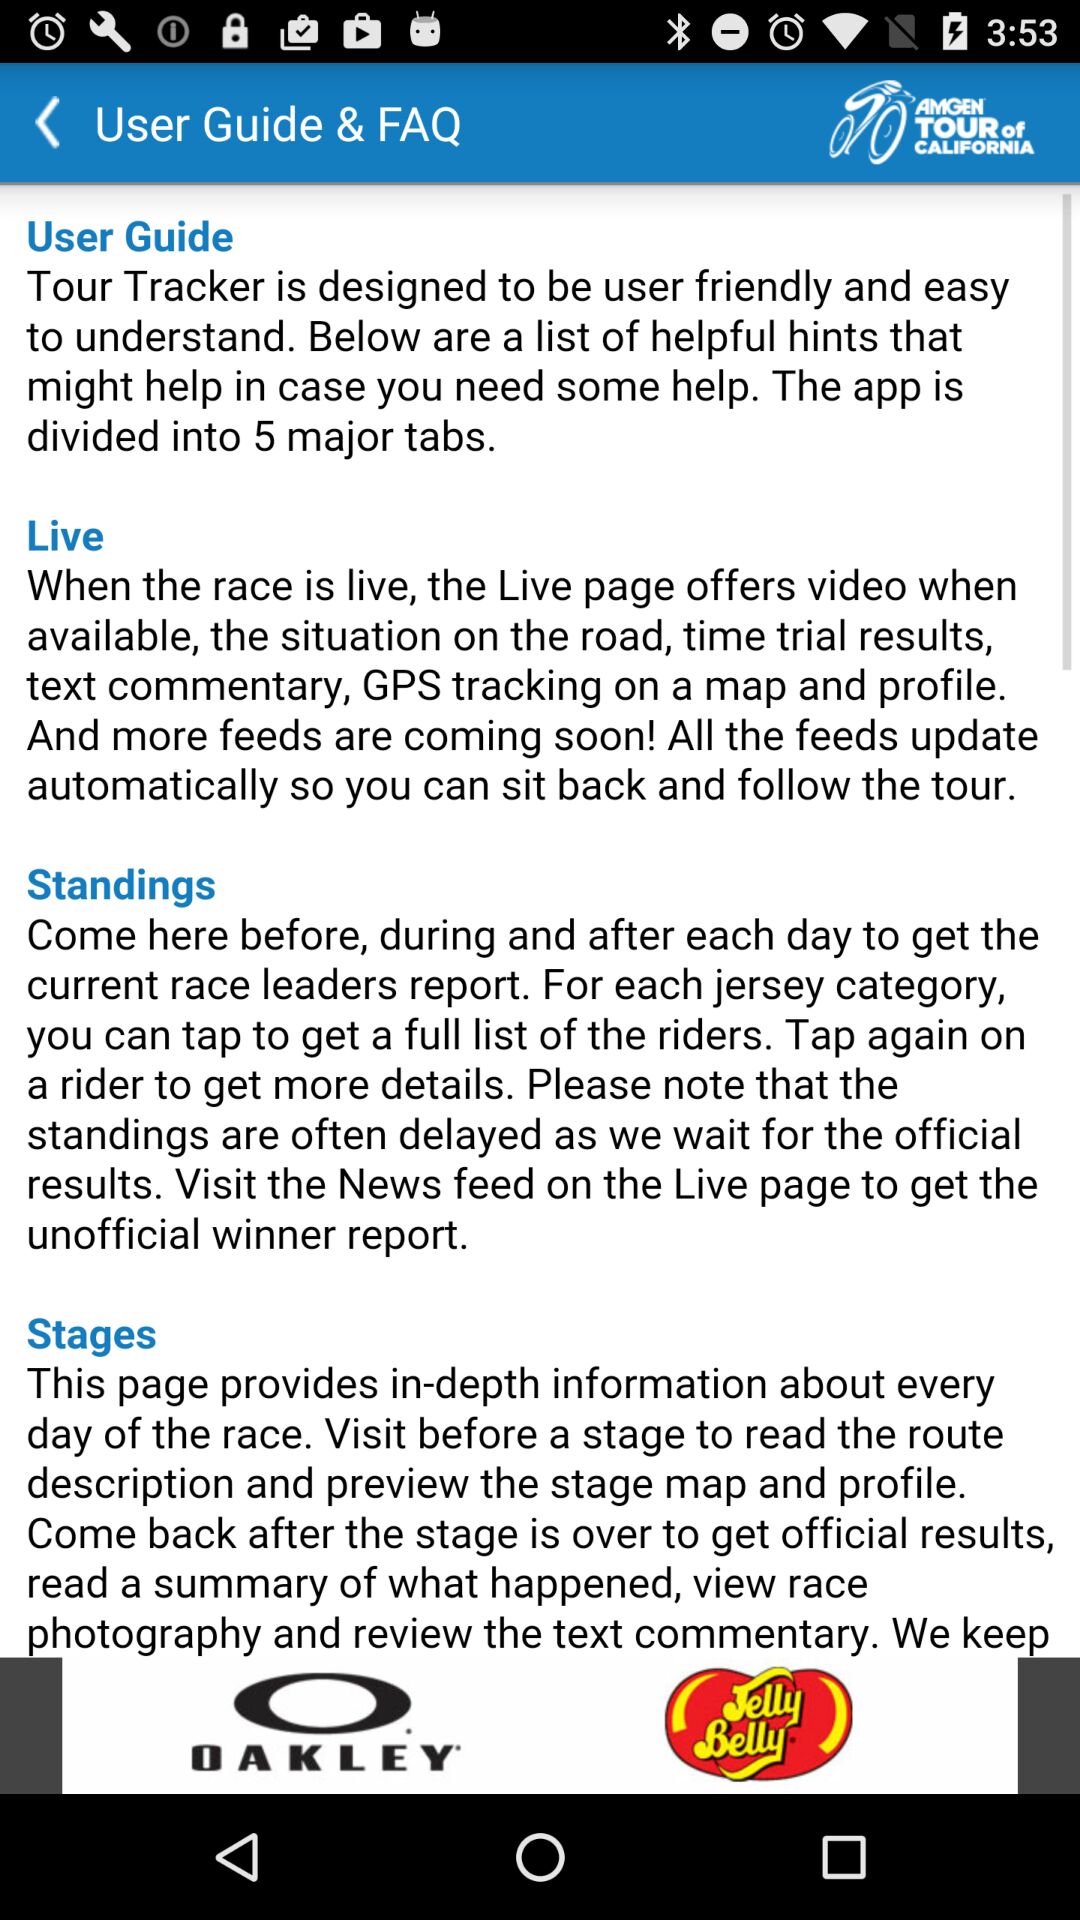 3:53
User Guide & FAQ
AMGEN
TOUR of
CALIFORNIA
User Guide
Tour Tracker is designed to be user friendly and easy
to understand. Below are a list of helpful hints that
might help in case you need some help. The app is
divided into 5 major tabs.
Live
When the race is live, the Live page offers video when
available, the situation on the road, time trial results,
text commentary, GPS tracking on a map and profile.
And more feeds are coming soon! All the feeds update
automatically so you can sit back and follow the tour.
Standings
Come here before, during and after each day to get the
current race leaders report. For each jersey category,
you can tap to get a full list of the riders. Tap again on
a rider to get more details. Please note that the
standings are often delayed as we wait for the official
results. Visit the News feed on the Live page to get the
unofficial winner report.
Stages
This page provides in-depth information about every
day of the race. Visit before a stage to read the route
description and preview the stage map and profile.
Come back after the stage is over to get official results,
read a summary of what happened, view race
photography and review the text commentary. We keep
OAKLEY
Jelly
Belly